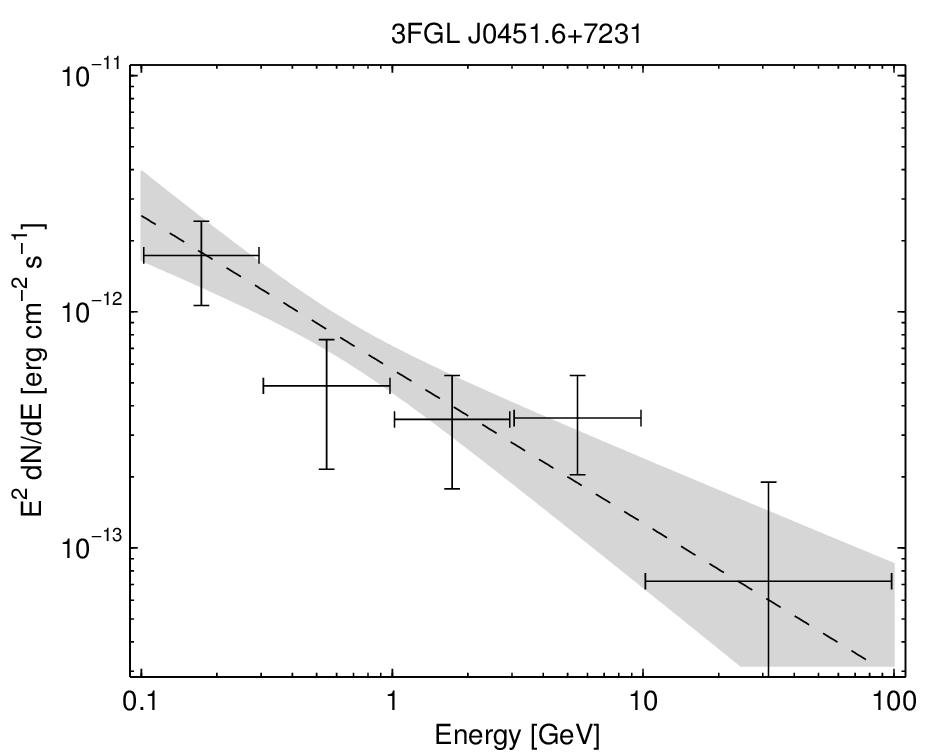 3FGL J0451.6+7231
10⁻¹¹
10⁻¹²
10⁻¹³
E² dN/dE [erg cm⁻² s⁻¹]
0.1 1 10 100
Energy [GeV]